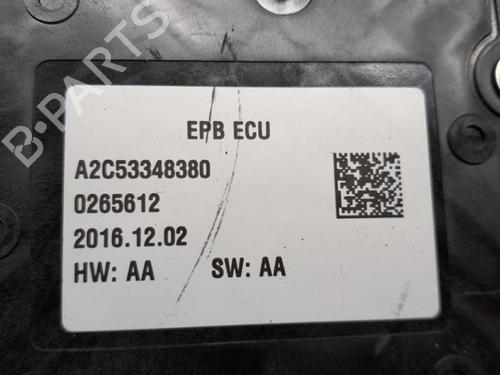 B-PARTS
EPB ECU
A2C53348380
0265612
2016.12.02
HW: AA SW: AA